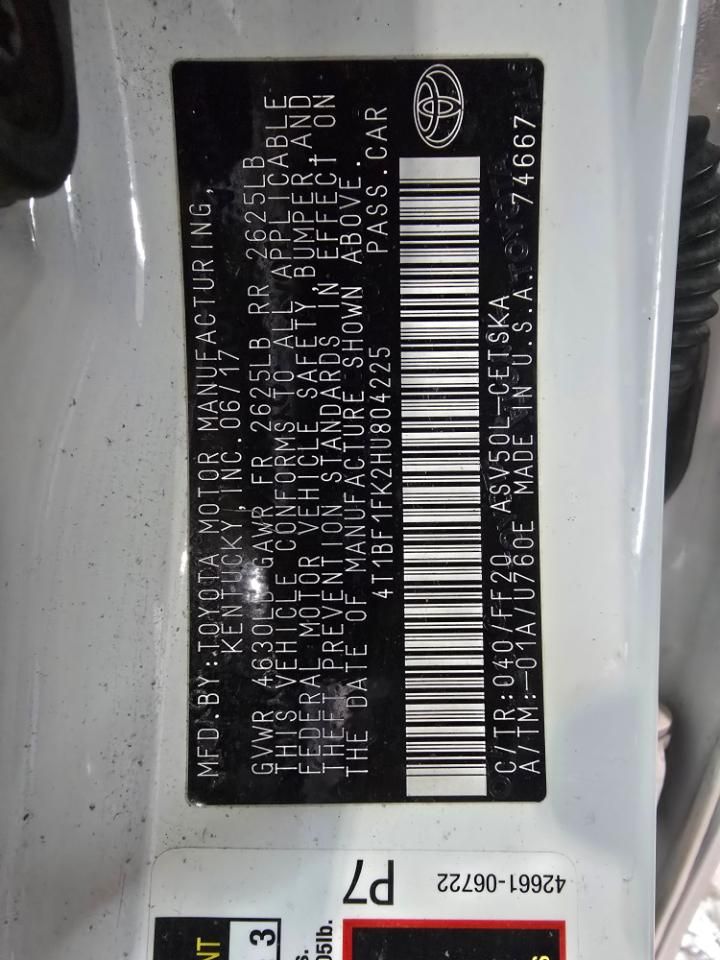 MFD.BY:TOYOTA MOTOR MANUFACTURING,
KENTUCKY,INC.06/17
GVWR 4630LB GAWR FR 2625LB RR 2625LB
THIS VEHICLE CONFORMS TO ALL APPLICABLE
FEDERAL MOTOR VEHICLE SAFETY, BUMPER, AND
THEFT PREVENTION STANDARDS IN EFFECT ON
THE DATE OF MANUFACTURE SHOWN ABOVE.
4T1BF1FK2HU804225 PASS.CAR
C/TR:040/FF20 ASV50L-CETSKA
A/TM:-01A/U760E MADE IN U.S.A. 74667
42661-06722
P7
3
05lb.